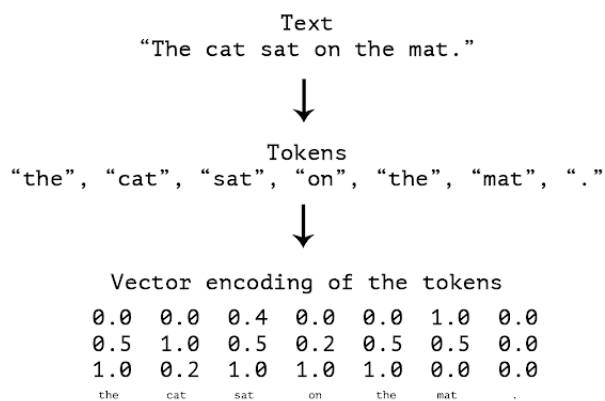 Text
“The cat sat on the mat.”
Tokens
“the”, “cat”, “sat”, “on”, “the”, “mat”, “.”
Vector encoding of the tokens
0.0 0.0 0.4 0.0 0.0 1.0 0.0
0.5 1.0 0.5 0.2 0.5 0.5 0.0
1.0 0.2 1.0 1.0 1.0 0.0 0.0
the cat sat on the mat .